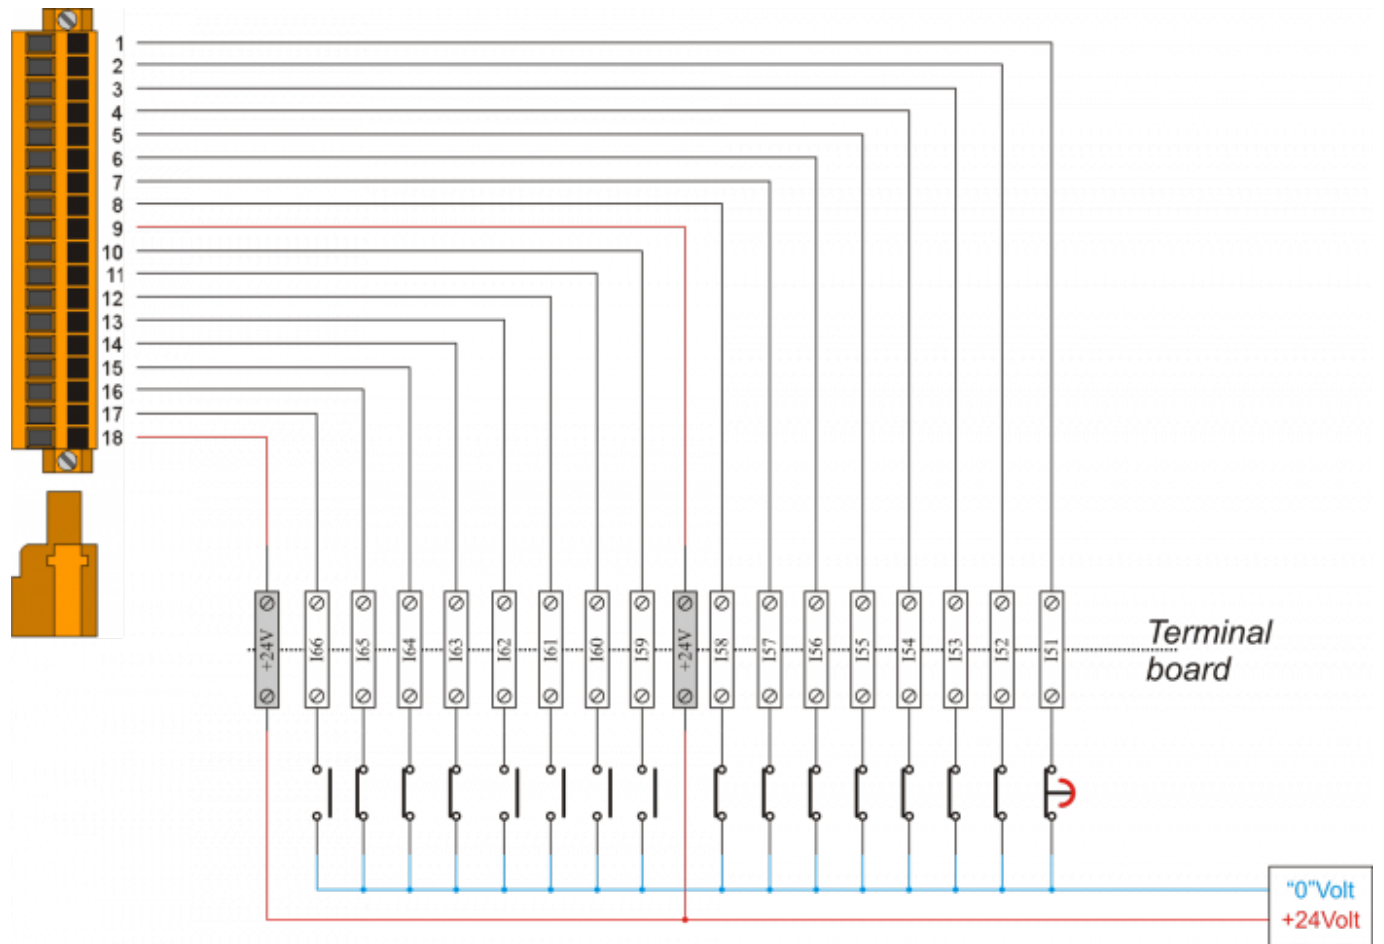 1
2
3
4
5
6
7
8
9
10
11
12
13
14
15
16
17
18
+24V
I66
I65
I64
I63
I62
I61
I60
I59
+24V
I58
I57
I56
I55
I54
I53
I52
I51
Terminal
board
“0”Volt
+24Volt